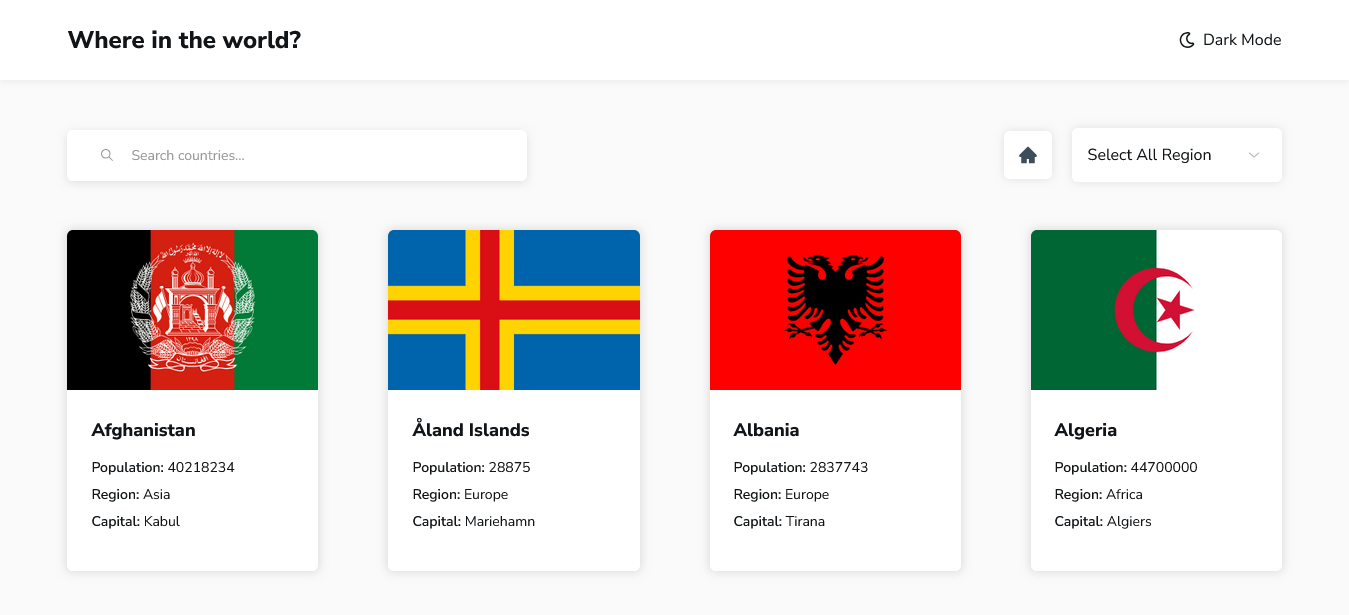 Where in the world?
Dark Mode
Search countries...
Select All Region
Afghanistan
Population: 40218234
Region: Asia
Capital: Kabul
Åland Islands
Population: 28875
Region: Europe
Capital: Mariehamn
Albania
Population: 2837743
Region: Europe
Capital: Tirana
Algeria
Population: 44700000
Region: Africa
Capital: Algiers